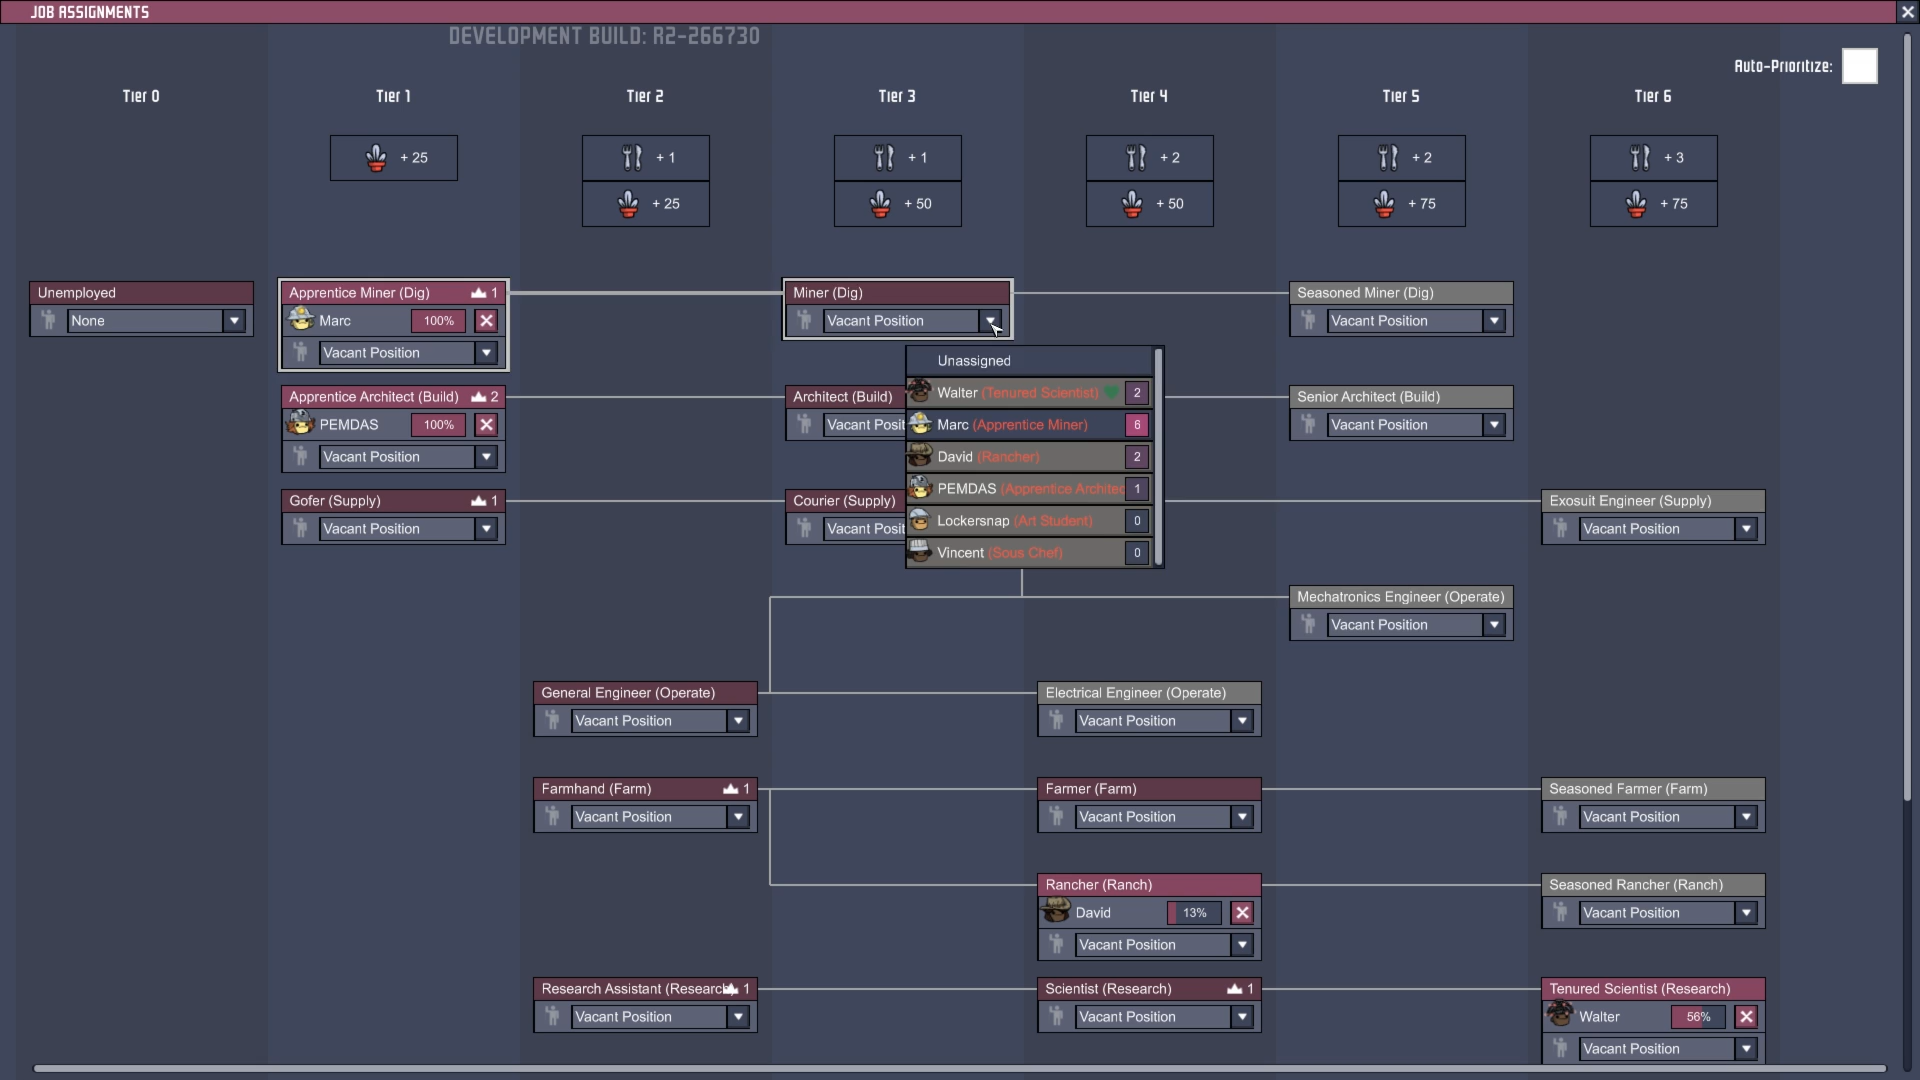 JOB ASSIGNMENTS
DEVELOPMENT BUILD: R2-266730
Auto-Prioritize:
Tier 0
Tier 1
Tier 2
Tier 3
Tier 4
Tier 5
Tier 6
+ 25
+ 1
+ 1
+ 2
+ 2
+ 3
+ 25
+ 50
+ 50
+ 75
+ 75
Unemployed
None
Apprentice Miner (Dig) 1
Marc 100%
Vacant Position
Miner (Dig)
Vacant Position
Seasoned Miner (Dig)
Vacant Position
Unassigned
Walter (Tenured Scientist) 2
Marc (Apprentice Miner) 6
David (Rancher) 2
PEMDAS (Apprentice Architec 1
Lockersnap (Art Student) 0
Vincent (Sous Chef) 0
Apprentice Architect (Build) 2
PEMDAS 100%
Vacant Position
Architect (Build)
Vacant Posit
Senior Architect (Build)
Vacant Position
Gofer (Supply) 1
Vacant Position
Courier (Supply)
Vacant Posit
Exosuit Engineer (Supply)
Vacant Position
Mechatronics Engineer (Operate)
Vacant Position
General Engineer (Operate)
Vacant Position
Electrical Engineer (Operate)
Vacant Position
Farmhand (Farm) 1
Vacant Position
Farmer (Farm)
Vacant Position
Seasoned Farmer (Farm)
Vacant Position
Rancher (Ranch)
David 13%
Vacant Position
Seasoned Rancher (Ranch)
Vacant Position
Research Assistant (Research 1
Vacant Position
Scientist (Research) 1
Vacant Position
Tenured Scientist (Research)
Walter 56%
Vacant Position